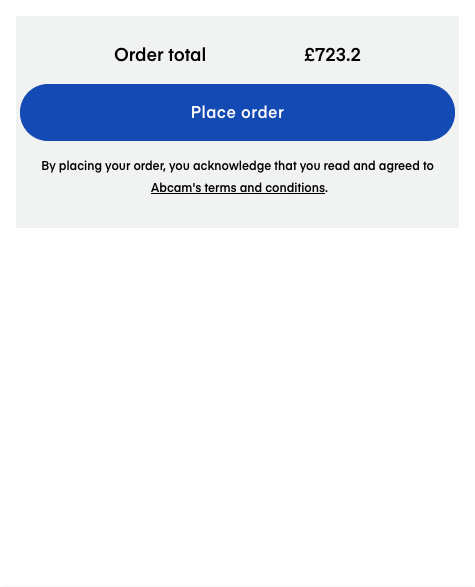 Order total £723.2
Place order
By placing your order, you acknowledge that you read and agreed to
Abcam's terms and conditions.